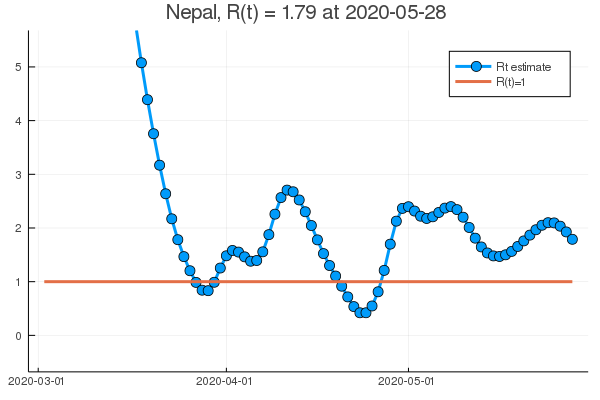 Nepal, R(t) = 1.79 at 2020-05-28
Rt estimate
R(t)=1
5
4
3
2
1
0
2020-03-01 2020-04-01 2020-05-01